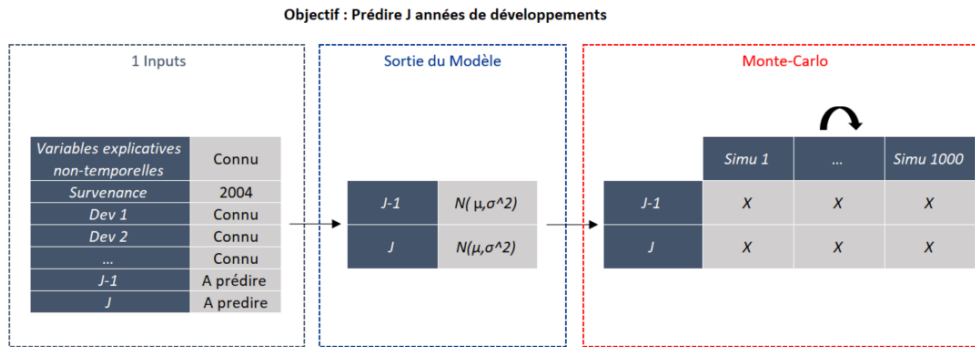 Objectif : Prédire J années de développements
1 Inputs
Variables explicatives
non-temporelles
Connu
Survenance 2004
Dev 1 Connu
Dev 2 Connu
... Connu
J-1 A prédire
J A predire
Sortie du Modèle
J-1 N( μ,σ^2)
J N(μ,σ^2)
Monte-Carlo
Simu 1 ... Simu 1000
J-1 X X X
J X X X